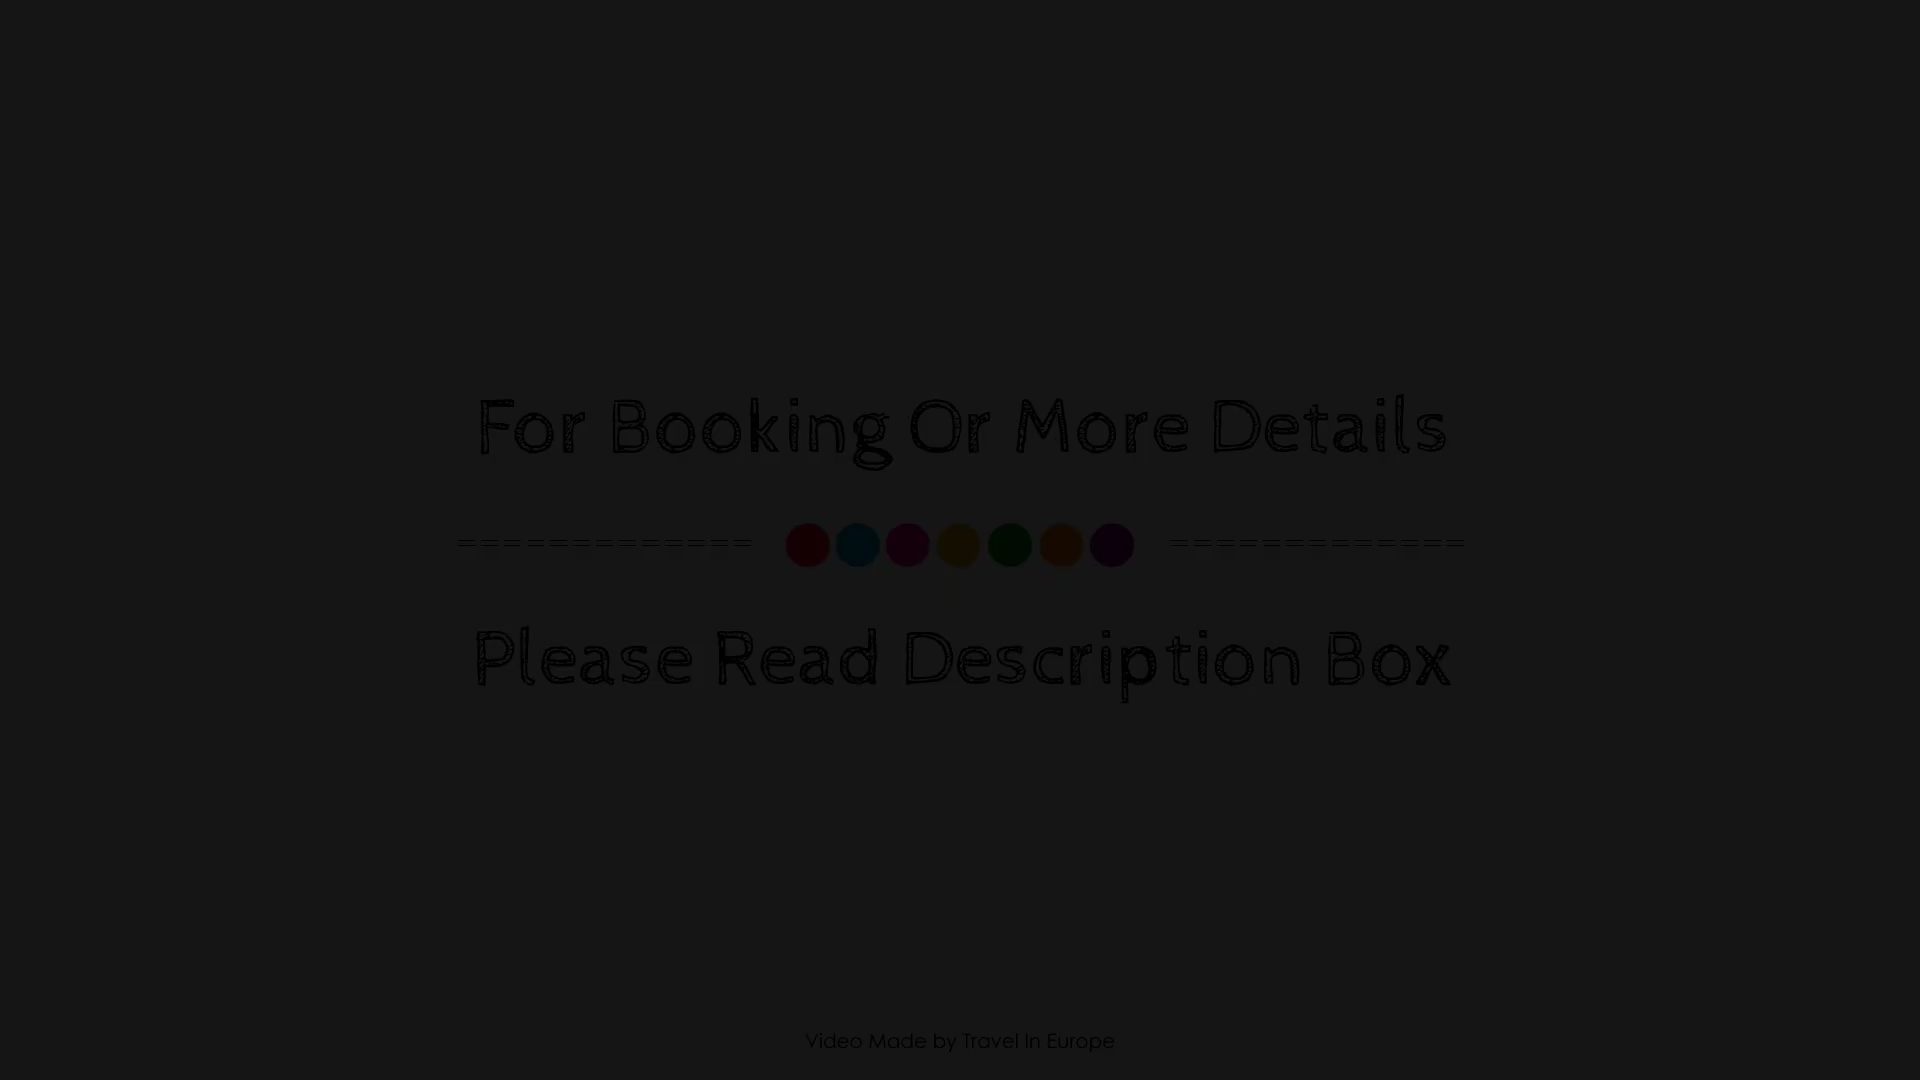 For Booking Or More Details
============= =============
Please Read Description Box
Video Made by Travel In Europe